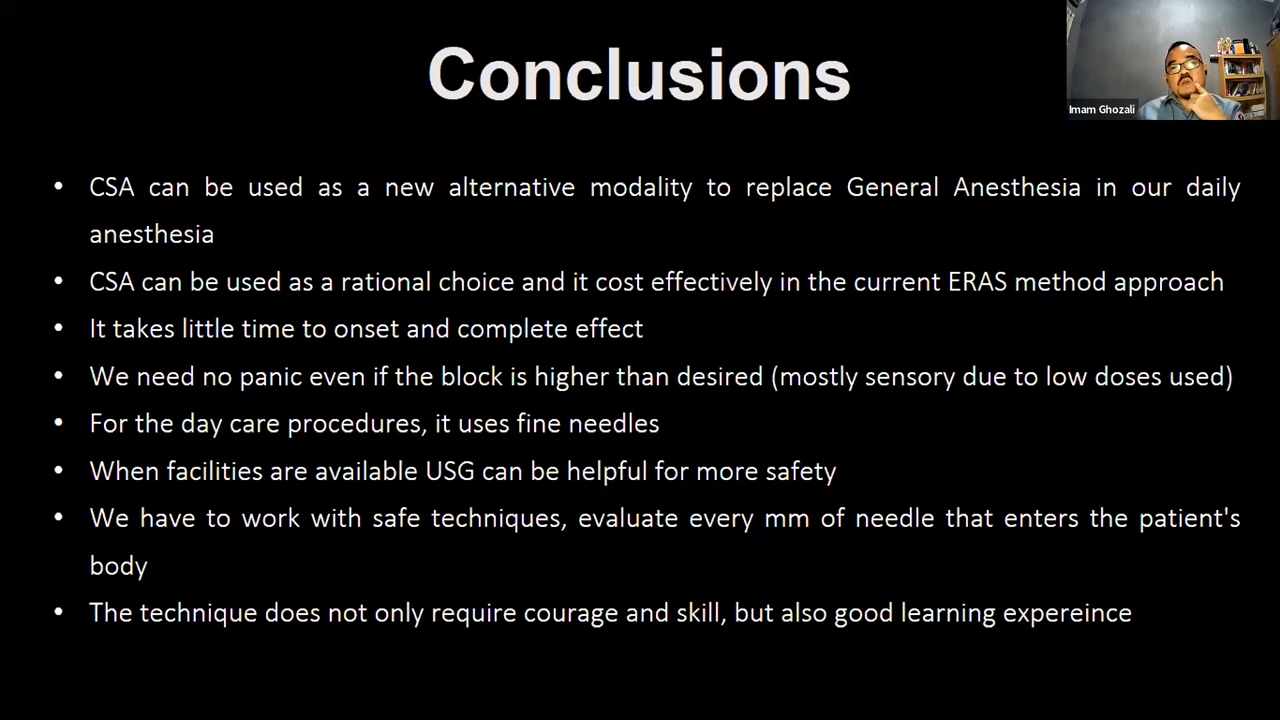 Conclusions
Imam Ghozali
• CSA can be used as a new alternative modality to replace General Anesthesia in our daily
anesthesia
• CSA can be used as a rational choice and it cost effectively in the current ERAS method approach
• It takes little time to onset and complete effect
• We need no panic even if the block is higher than desired (mostly sensory due to low doses used)
• For the day care procedures, it uses fine needles
• When facilities are available USG can be helpful for more safety
• We have to work with safe techniques, evaluate every mm of needle that enters the patient's
body
• The technique does not only require courage and skill, but also good learning expereince